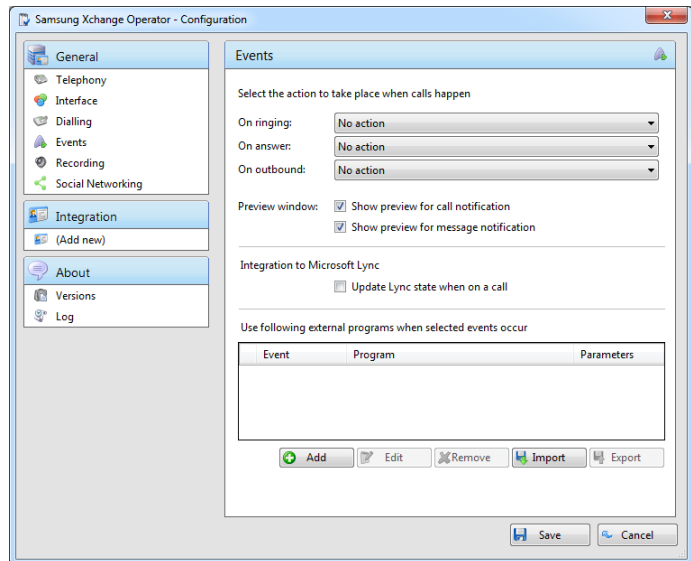 Samsung Xchange Operator - Configuration
General
Telephony
Interface
Dialling
Events
Recording
Social Networking
Integration
(Add new)
About
Versions
Log
Events
Select the action to take place when calls happen
On ringing: No action
On answer: No action
On outbound: No action
Preview window: Show preview for call notification
Show preview for message notification
Integration to Microsoft Lync
Update Lync state when on a call
Use following external programs when selected events occur
Event Program Parameters
Add Edit Remove Import Export
Save Cancel